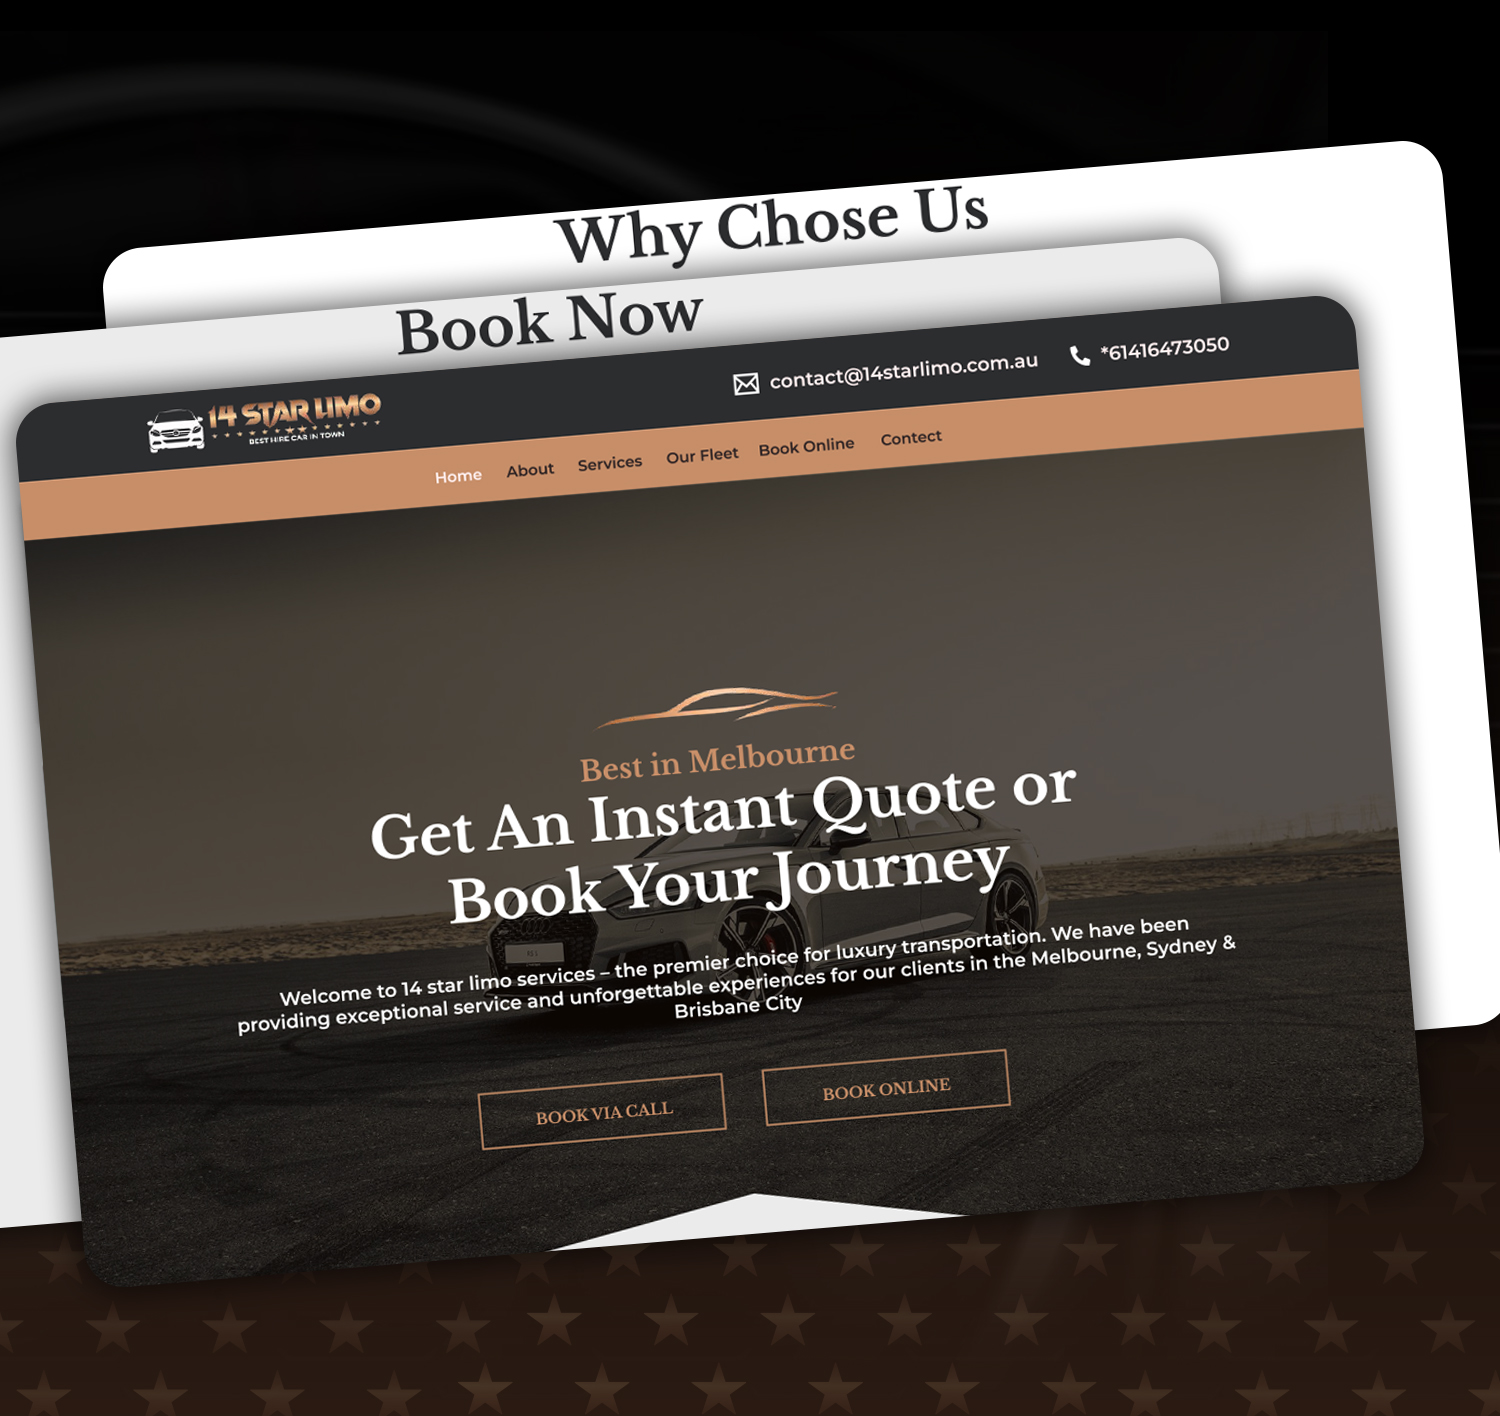 Why Chose Us
Book Now
14 STAR LIMO
BEST HIRE CAR IN TOWN
contact@14starlimo.com.au
*61416473050
Home About Services Our Fleet Book Online Contect
Best in Melbourne
Get An Instant Quote or
Book Your Journey
Welcome to 14 star limo services – the premier choice for luxury transportation. We have been
providing exceptional service and unforgettable experiences for our clients in the Melbourne, Sydney &
Brisbane City
BOOK VIA CALL
BOOK ONLINE